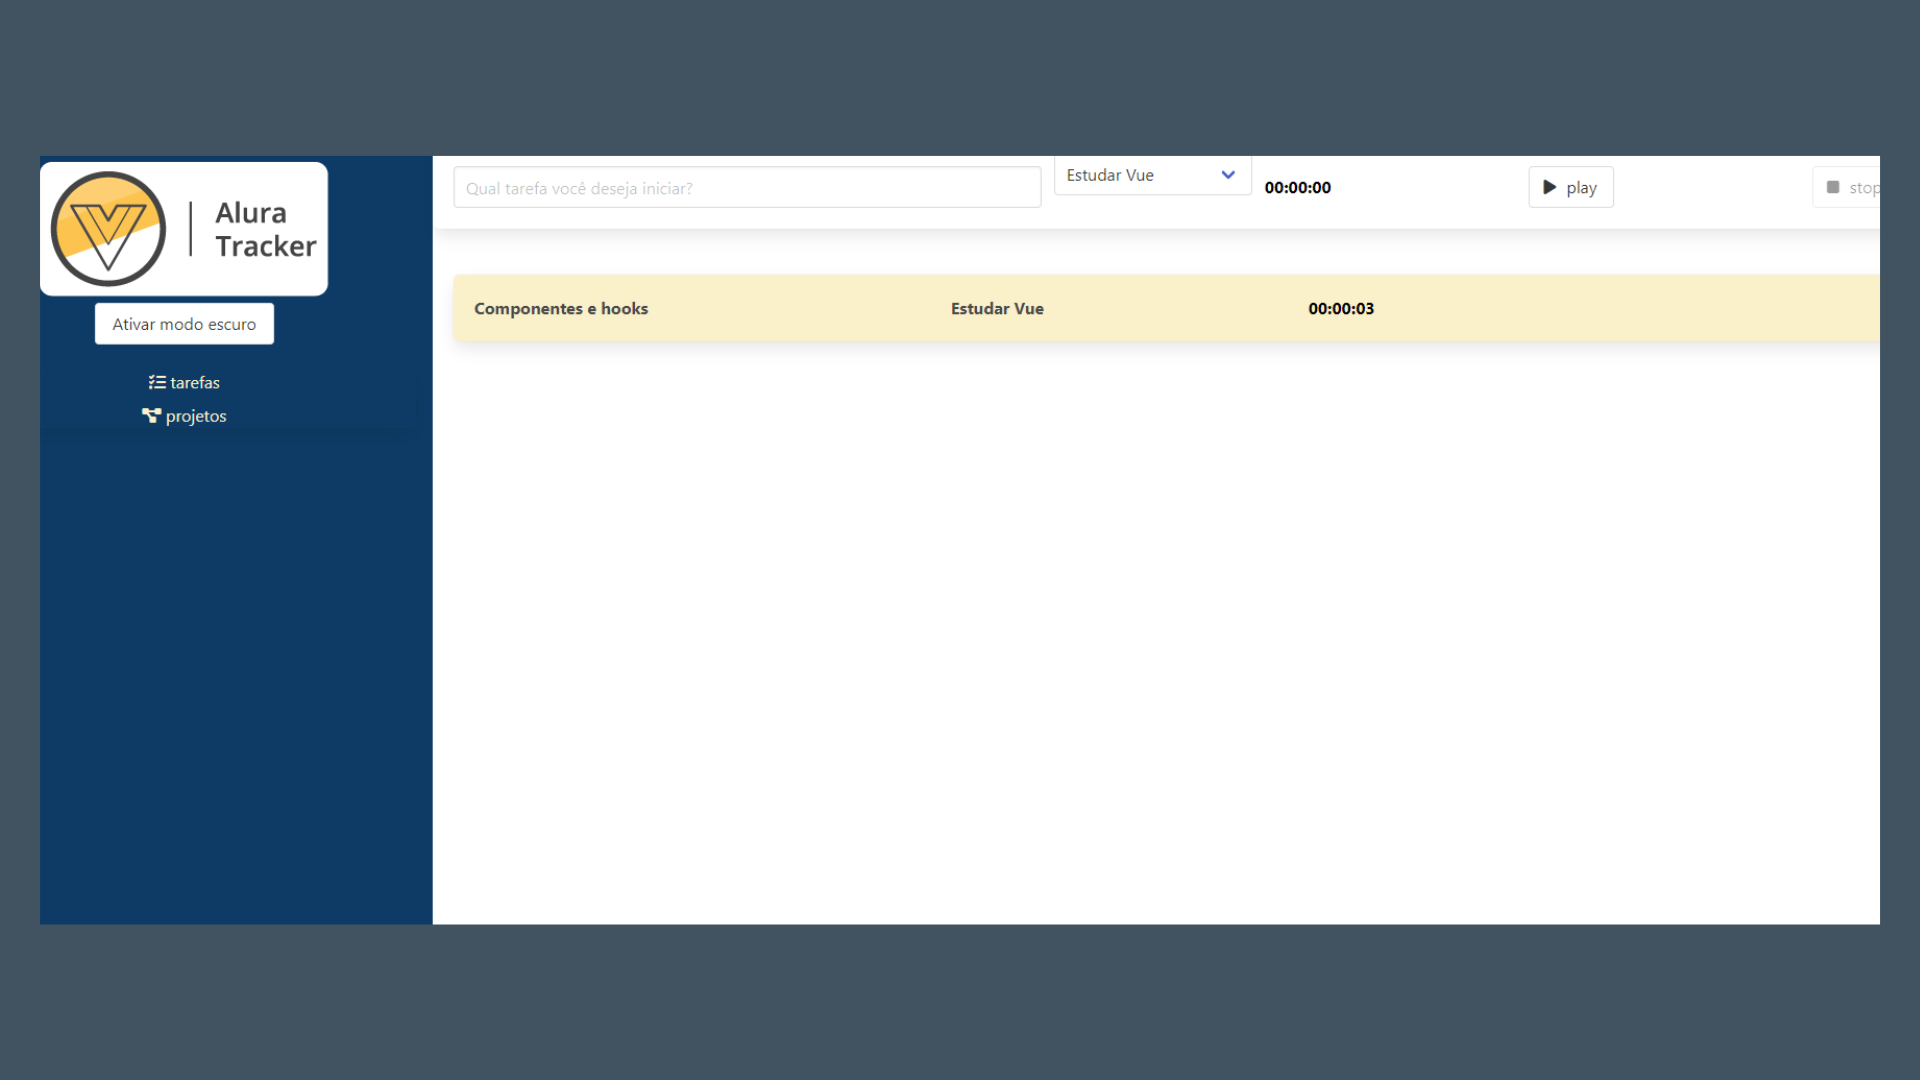 Alura
Tracker
Ativar modo escuro
tarefas
projetos
Qual tarefa você deseja iniciar?
Estudar Vue
00:00:00
play
stop
Componentes e hooks
Estudar Vue
00:00:03